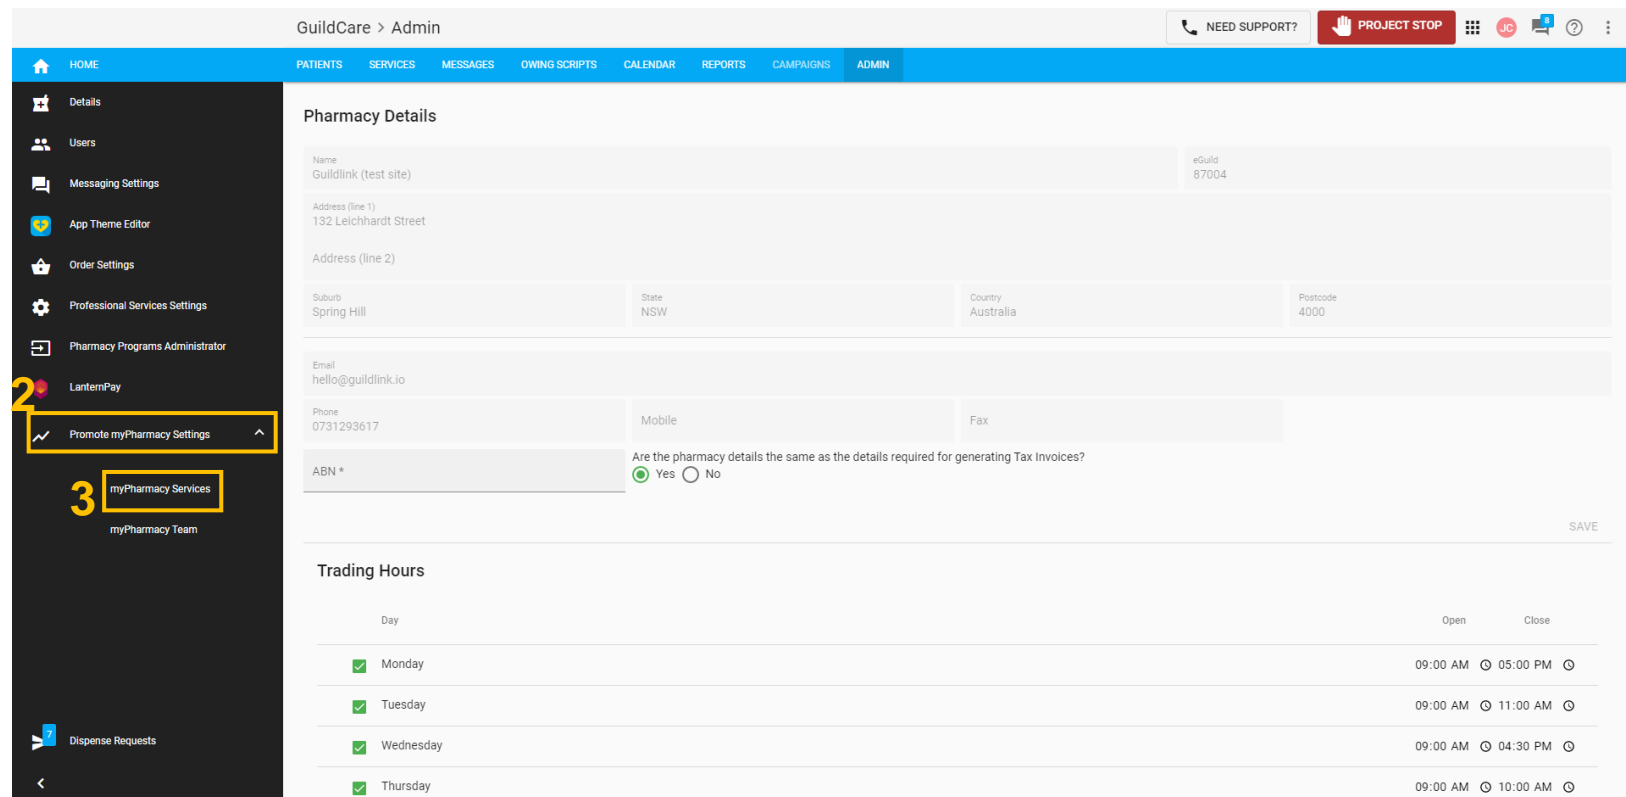 GuildCare > Admin
NEED SUPPORT?
PROJECT STOP
JC
8
HOME
PATIENTS SERVICES MESSAGES OWING SCRIPTS CALENDAR REPORTS CAMPAIGNS ADMIN
Details
Users
Messaging Settings
App Theme Editor
Order Settings
Professional Services Settings
Pharmacy Programs Administrator
LanternPay
2
Promote myPharmacy Settings
3
myPharmacy Services
myPharmacy Team
7
Dispense Requests
Pharmacy Details
Name
Guildlink (test site)
eGuild
87004
Address (line 1)
132 Leichhardt Street
Address (line 2)
Suburb
Spring Hill
State
NSW
Country
Australia
Postcode
4000
Email
hello@guildlink.io
Phone
0731293617
Mobile
Fax
ABN *
Are the pharmacy details the same as the details required for generating Tax Invoices?
Yes No
SAVE
Trading Hours
Day Open Close
Monday 09:00 AM 05:00 PM
Tuesday 09:00 AM 11:00 AM
Wednesday 09:00 AM 04:30 PM
Thursday 09:00 AM 10:00 AM